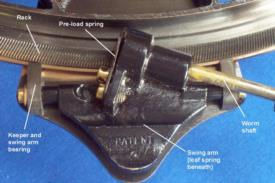 Rack
Pre-load spring
Keeper and
swing arm
bearing
Worm
shaft
Swing arm
(leaf spring
beneath)
PATENT